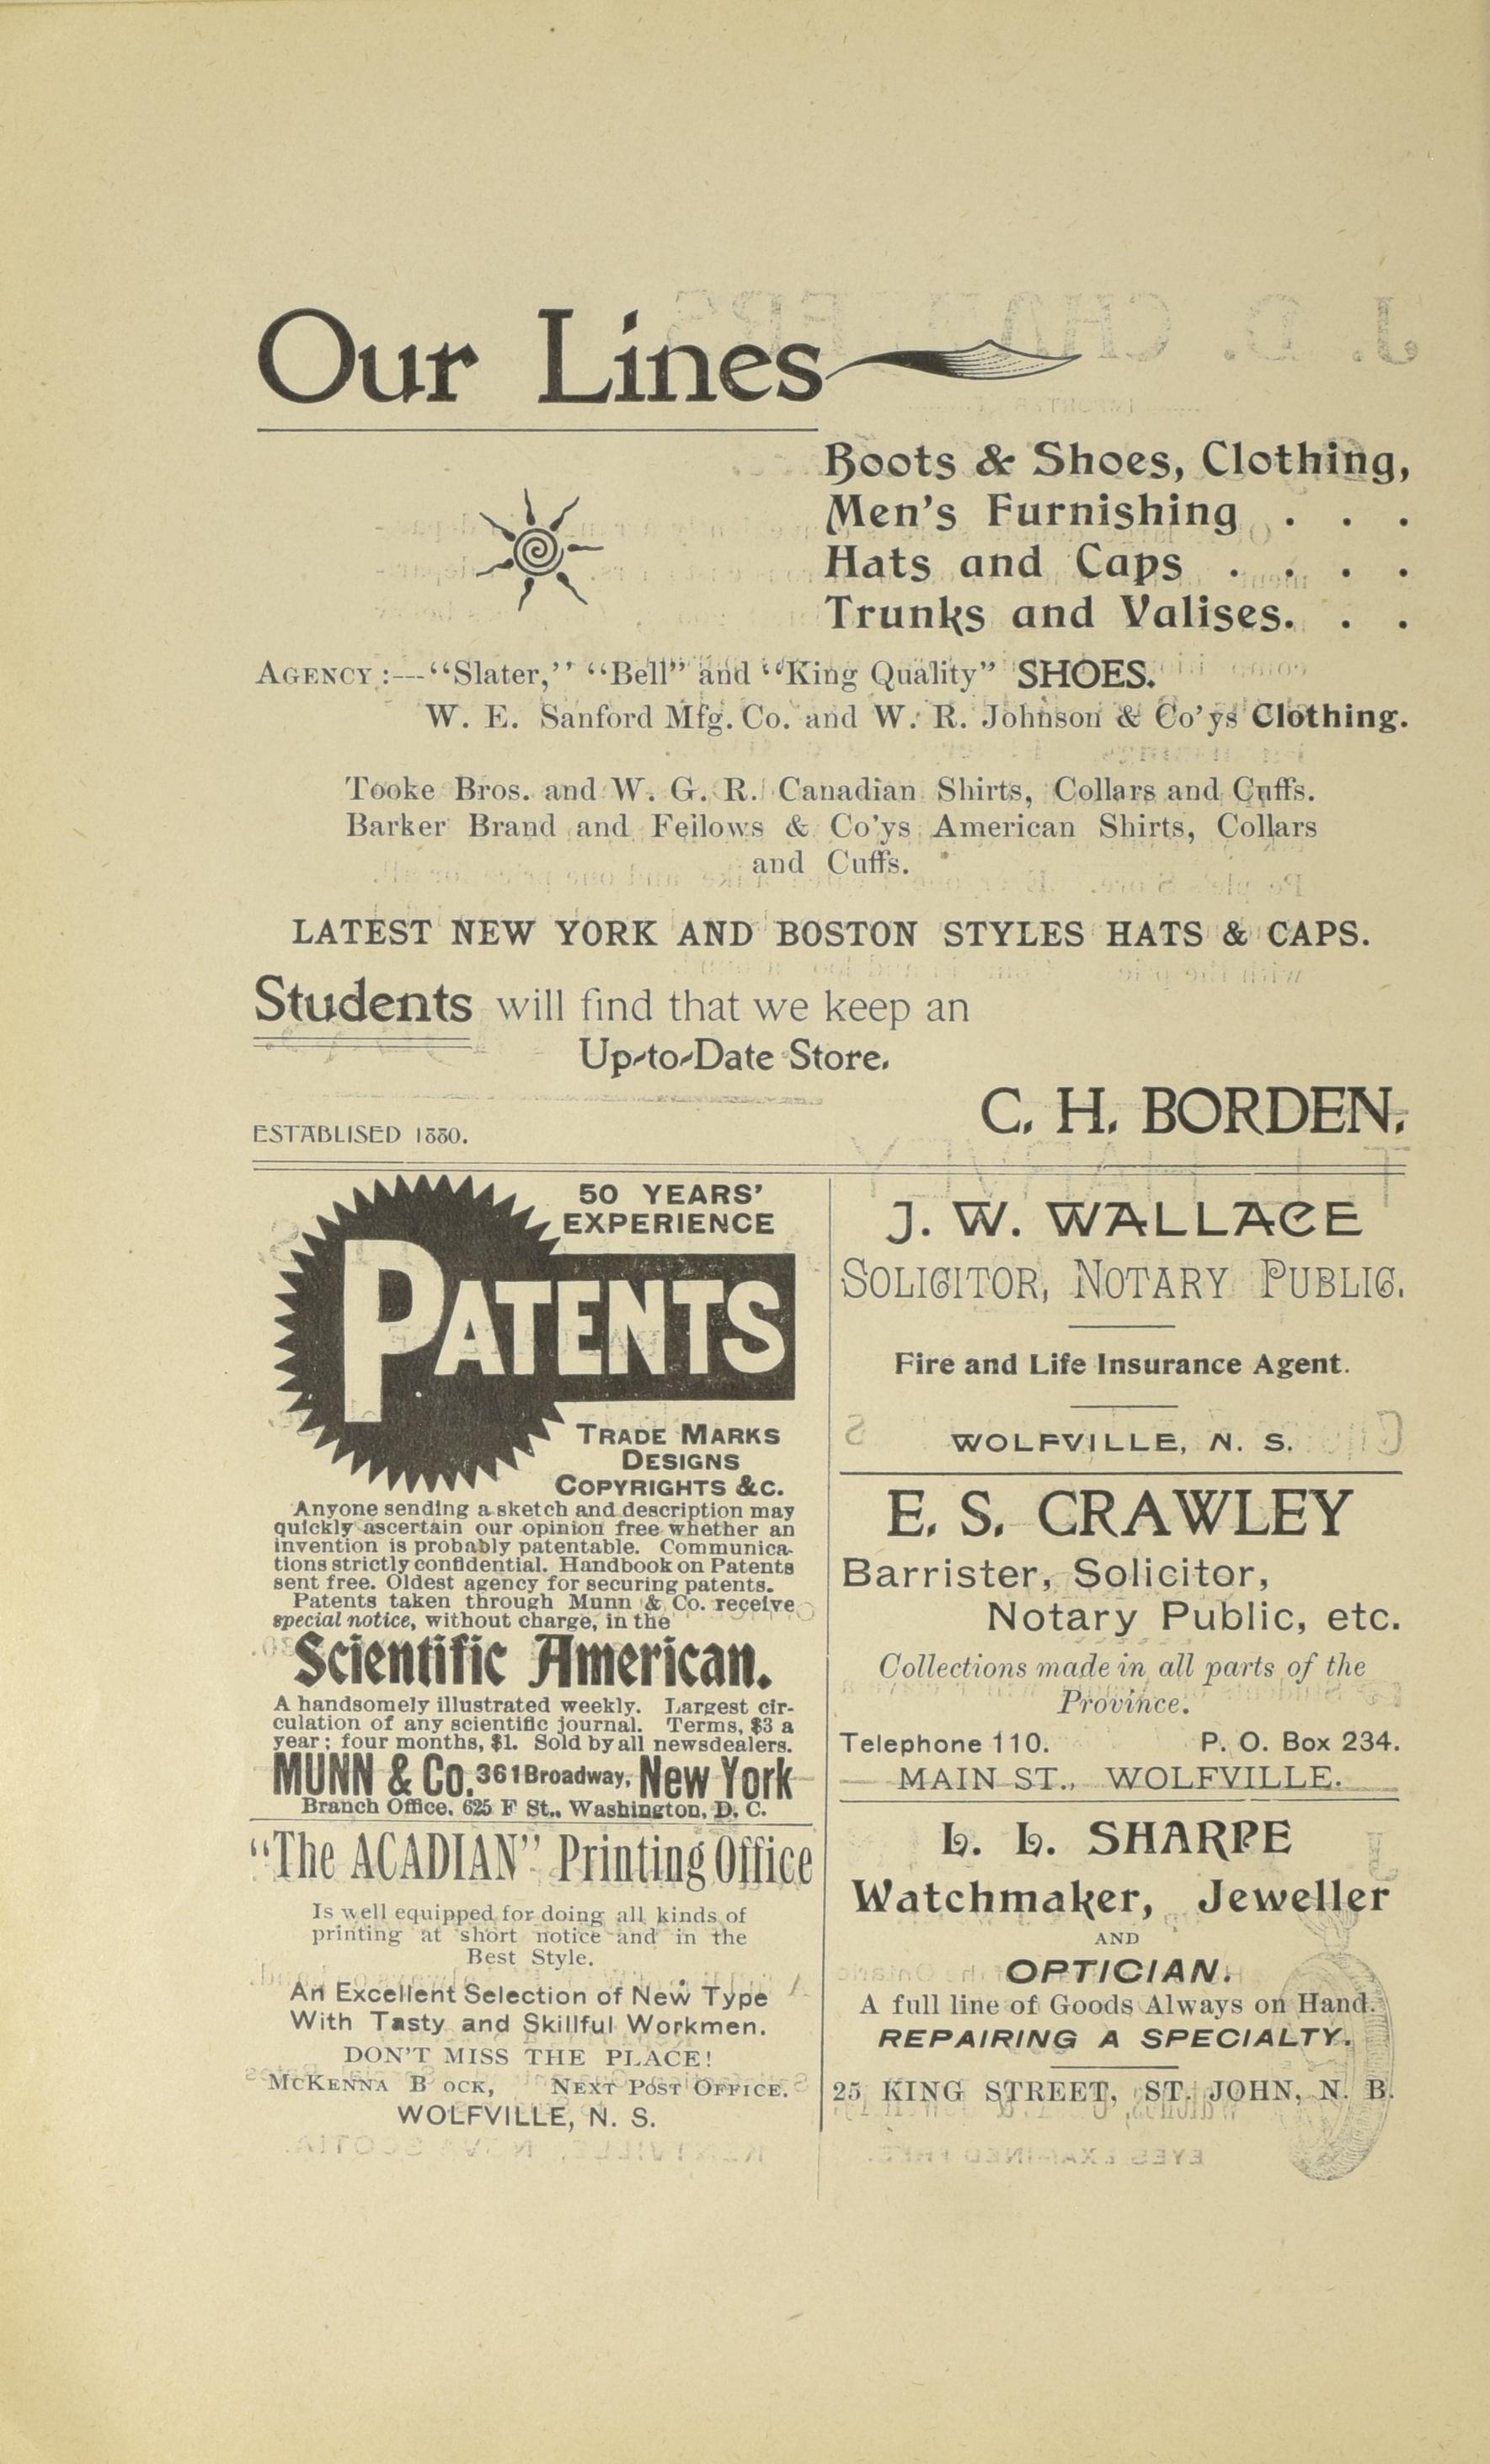 Our Lines
Boots & Shoes, Clothing,
Men's Furnishing . . .
Hats and Caps . . . .
Trunks and Valises. . .
AGENCY :---"Slater," "Bell" and "King Quality" SHOES.
W. E. Sanford Mfg. Co. and W. R. Johnson & Co'ys Clothing.
Tooke Bros. and W. G. R. Canadian Shirts, Collars and Cuffs.
Barker Brand and Feilows & Co'ys American Shirts, Collars
and Cuffs.
LATEST NEW YORK AND BOSTON STYLES HATS & CAPS.
Students will find that we keep an
Up-to-Date Store.
C. H. BORDEN.
ESTABLISED 1880.
50 YEARS'
EXPERIENCE
PATENTS
TRADE MARKS
DESIGNS
COPYRIGHTS &C.
Anyone sending a sketch and description may
quickly ascertain our opinion free whether an
invention is probably patentable. Communica-
tions strictly confidential. Handbook on Patents
sent free. Oldest agency for securing patents.
Patents taken through Munn & Co. receive
special notice, without charge, in the
Scientific American.
A handsomely illustrated weekly. Largest cir-
culation of any scientific journal. Terms, $3 a
year; four months, $1. Sold by all newsdealers.
MUNN & Co. 361 Broadway, New York
Branch Office, 625 F St., Washington, D. C.
"The ACADIAN" Printing Office
Is well equipped for doing all kinds of
printing at short notice and in the
Best Style.
An Excellent Selection of New Type
With Tasty and Skillful Workmen.
DON'T MISS THE PLACE!
MCKENNA B OCK, NEXT POST OFFICE.
WOLFVILLE, N. S.
J. W. WALLACE
SOLICITOR, NOTARY PUBLIC.
Fire and Life Insurance Agent.
WOLFVILLE, N. S.
E. S. CRAWLEY
Barrister, Solicitor,
Notary Public, etc.
Collections made in all parts of the
Province.
Telephone 110. P. O. Box 234.
MAIN ST., WOLFVILLE.
L. L. SHARPE
Watchmaker, Jeweller
AND
OPTICIAN.
A full line of Goods Always on Hand.
REPAIRING A SPECIALTY.
25 KING STREET, ST. JOHN, N. B.